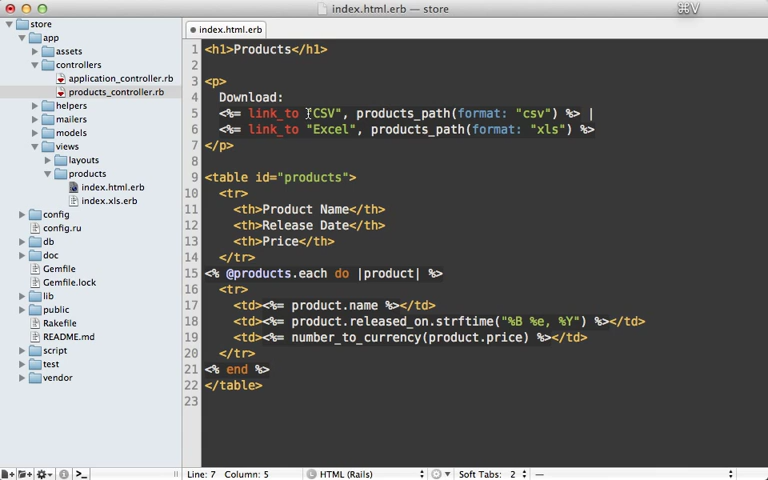 index.html.erb — store
⌘V
store
app
assets
controllers
application_controller.rb
products_controller.rb
helpers
mailers
models
views
layouts
products
index.html.erb
index.xls.erb
config
config.ru
db
doc
Gemfile
Gemfile.lock
lib
public
Rakefile
README.md
script
test
vendor
index.html.erb
1 <h1>Products</h1>
2
3 <p>
4 Download:
5 <%= link_to "CSV", products_path(format: "csv") %> |
6 <%= link_to "Excel", products_path(format: "xls") %>
7 </p>
8
9 <table id="products">
10 <tr>
11 <th>Product Name</th>
12 <th>Release Date</th>
13 <th>Price</th>
14 </tr>
15 <% @products.each do |product| %>
16 <tr>
17 <td><%= product.name %></td>
18 <td><%= product.released_on.strftime("%B %e, %Y") %></td>
19 <td><%= number_to_currency(product.price) %></td>
20 </tr>
21 <% end %>
22 </table>
23
Line: 7 Column: 5 HTML (Rails) Soft Tabs: 2 —